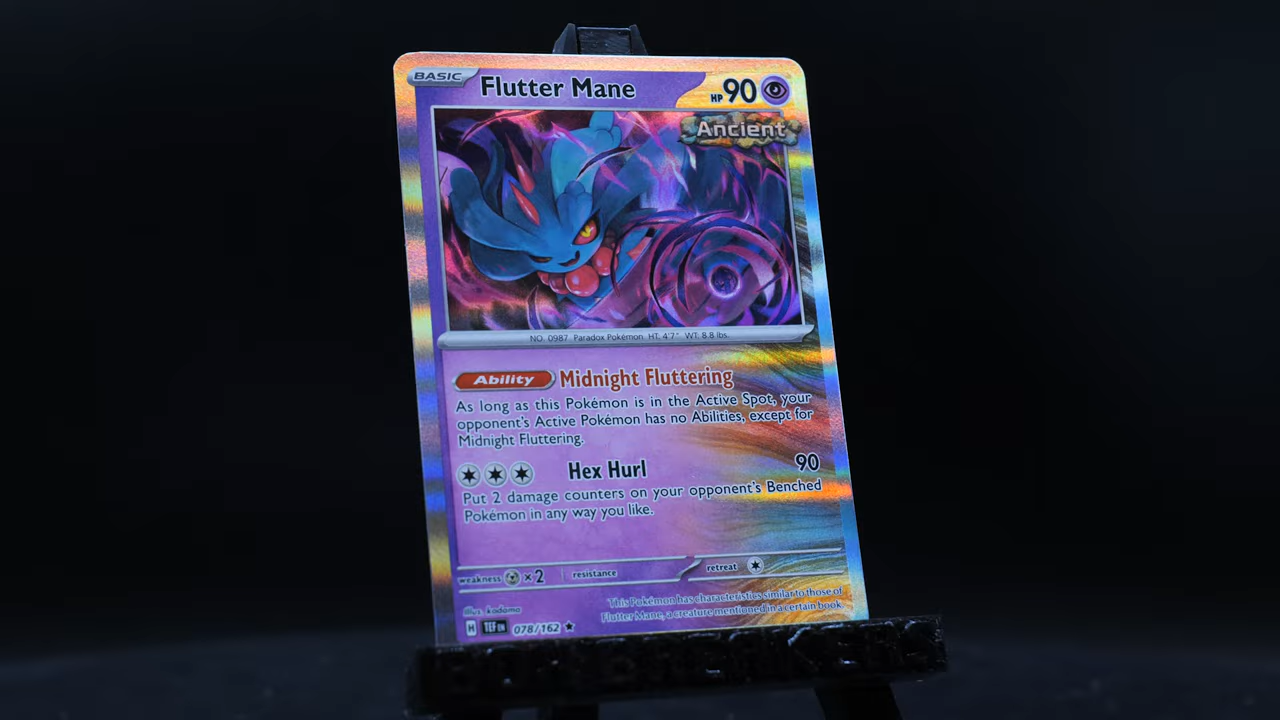 BASIC Flutter Mane HP 90
Ancient
NO. 0987 Paradox Pokémon HT: 4'7" WT: 8.8 lbs.
Ability Midnight Fluttering
As long as this Pokémon is in the Active Spot, your
opponent's Active Pokémon has no Abilities, except for
Midnight Fluttering.
Hex Hurl 90
Put 2 damage counters on your opponent's Benched
Pokémon in any way you like.
weakness ×2 resistance retreat
Illus. kodama
This Pokémon has characteristics similar to those of
Flutter Mane, a creature mentioned in a certain book.
H TEF EN 078/162